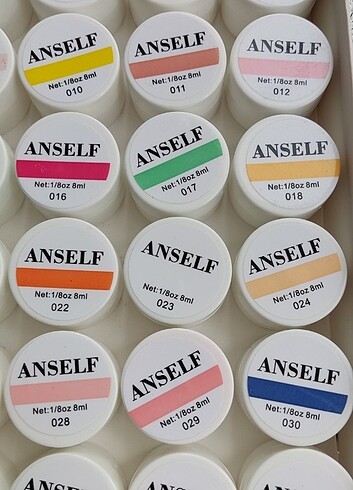 ANSELF
Net:1/8oz 8ml
010
ANSELF
Net:1/8oz 8ml
011
ANSELF
Net:1/8oz 8ml
012
ANSELF
Net:1/8oz 8ml
016
ANSELF
Net:1/8oz 8ml
017
ANSELF
Net:1/8oz 8ml
018
ANSELF
Net:1/8oz 8ml
022
ANSELF
Net:1/8oz 8ml
023
ANSELF
Net:1/8oz 8ml
024
ANSELF
Net:1/8oz 8ml
028
ANSELF
Net:1/8oz 8ml
029
ANSELF
Net:1/8oz 8ml
030
ANSELF
ANSELF
ANSELF